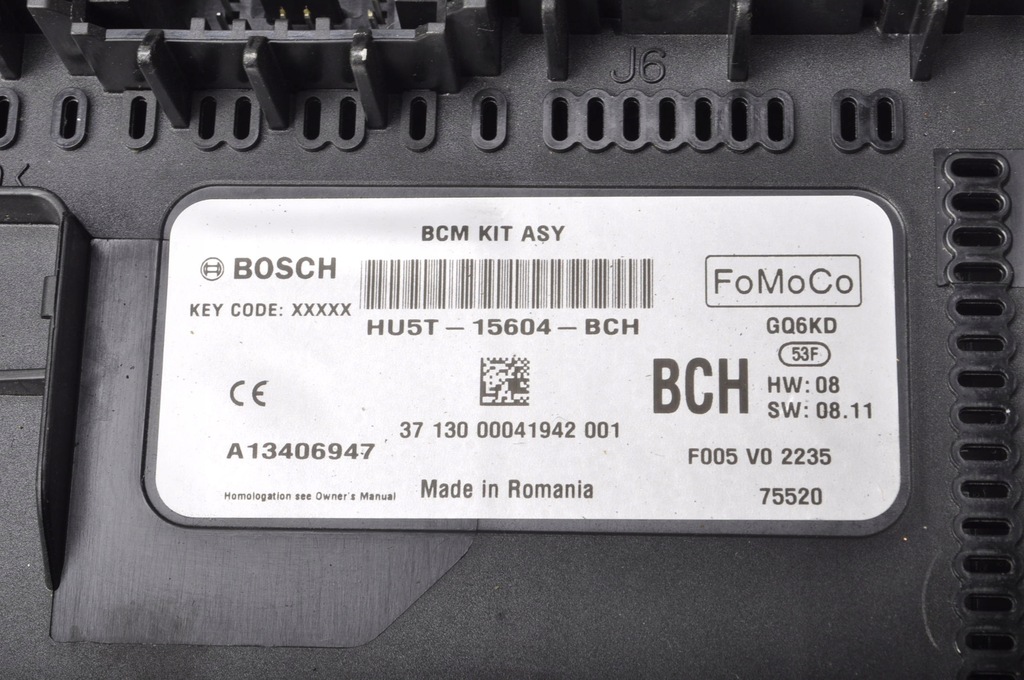 J6
BCM KIT ASY
BOSCH
FoMoCo
KEY CODE: XXXXX
HU5T - 15604 - BCH
GQ6KD
53F
CE
BCH
HW: 08
SW: 08.11
37 130 00041942 001
A13406947
F005 V0 2235
Homologation see Owner's Manual
Made in Romania
75520